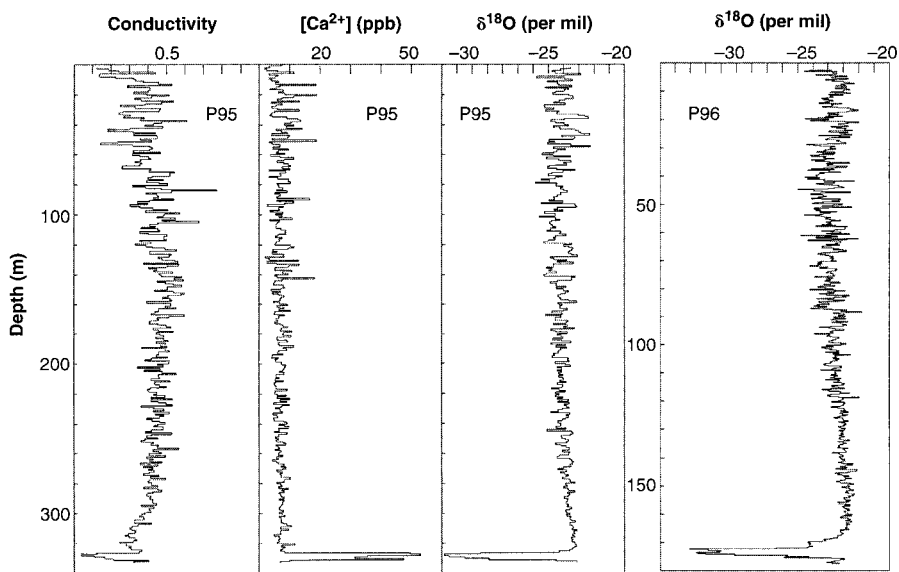 Conductivity [Ca²⁺] (ppb) δ¹⁸O (per mil) δ¹⁸O (per mil)
0.5 20 50 −30 −25 −20 −30 −25 −20
P95 P95 P95 P96
Depth (m)
100
200
300
50
100
150